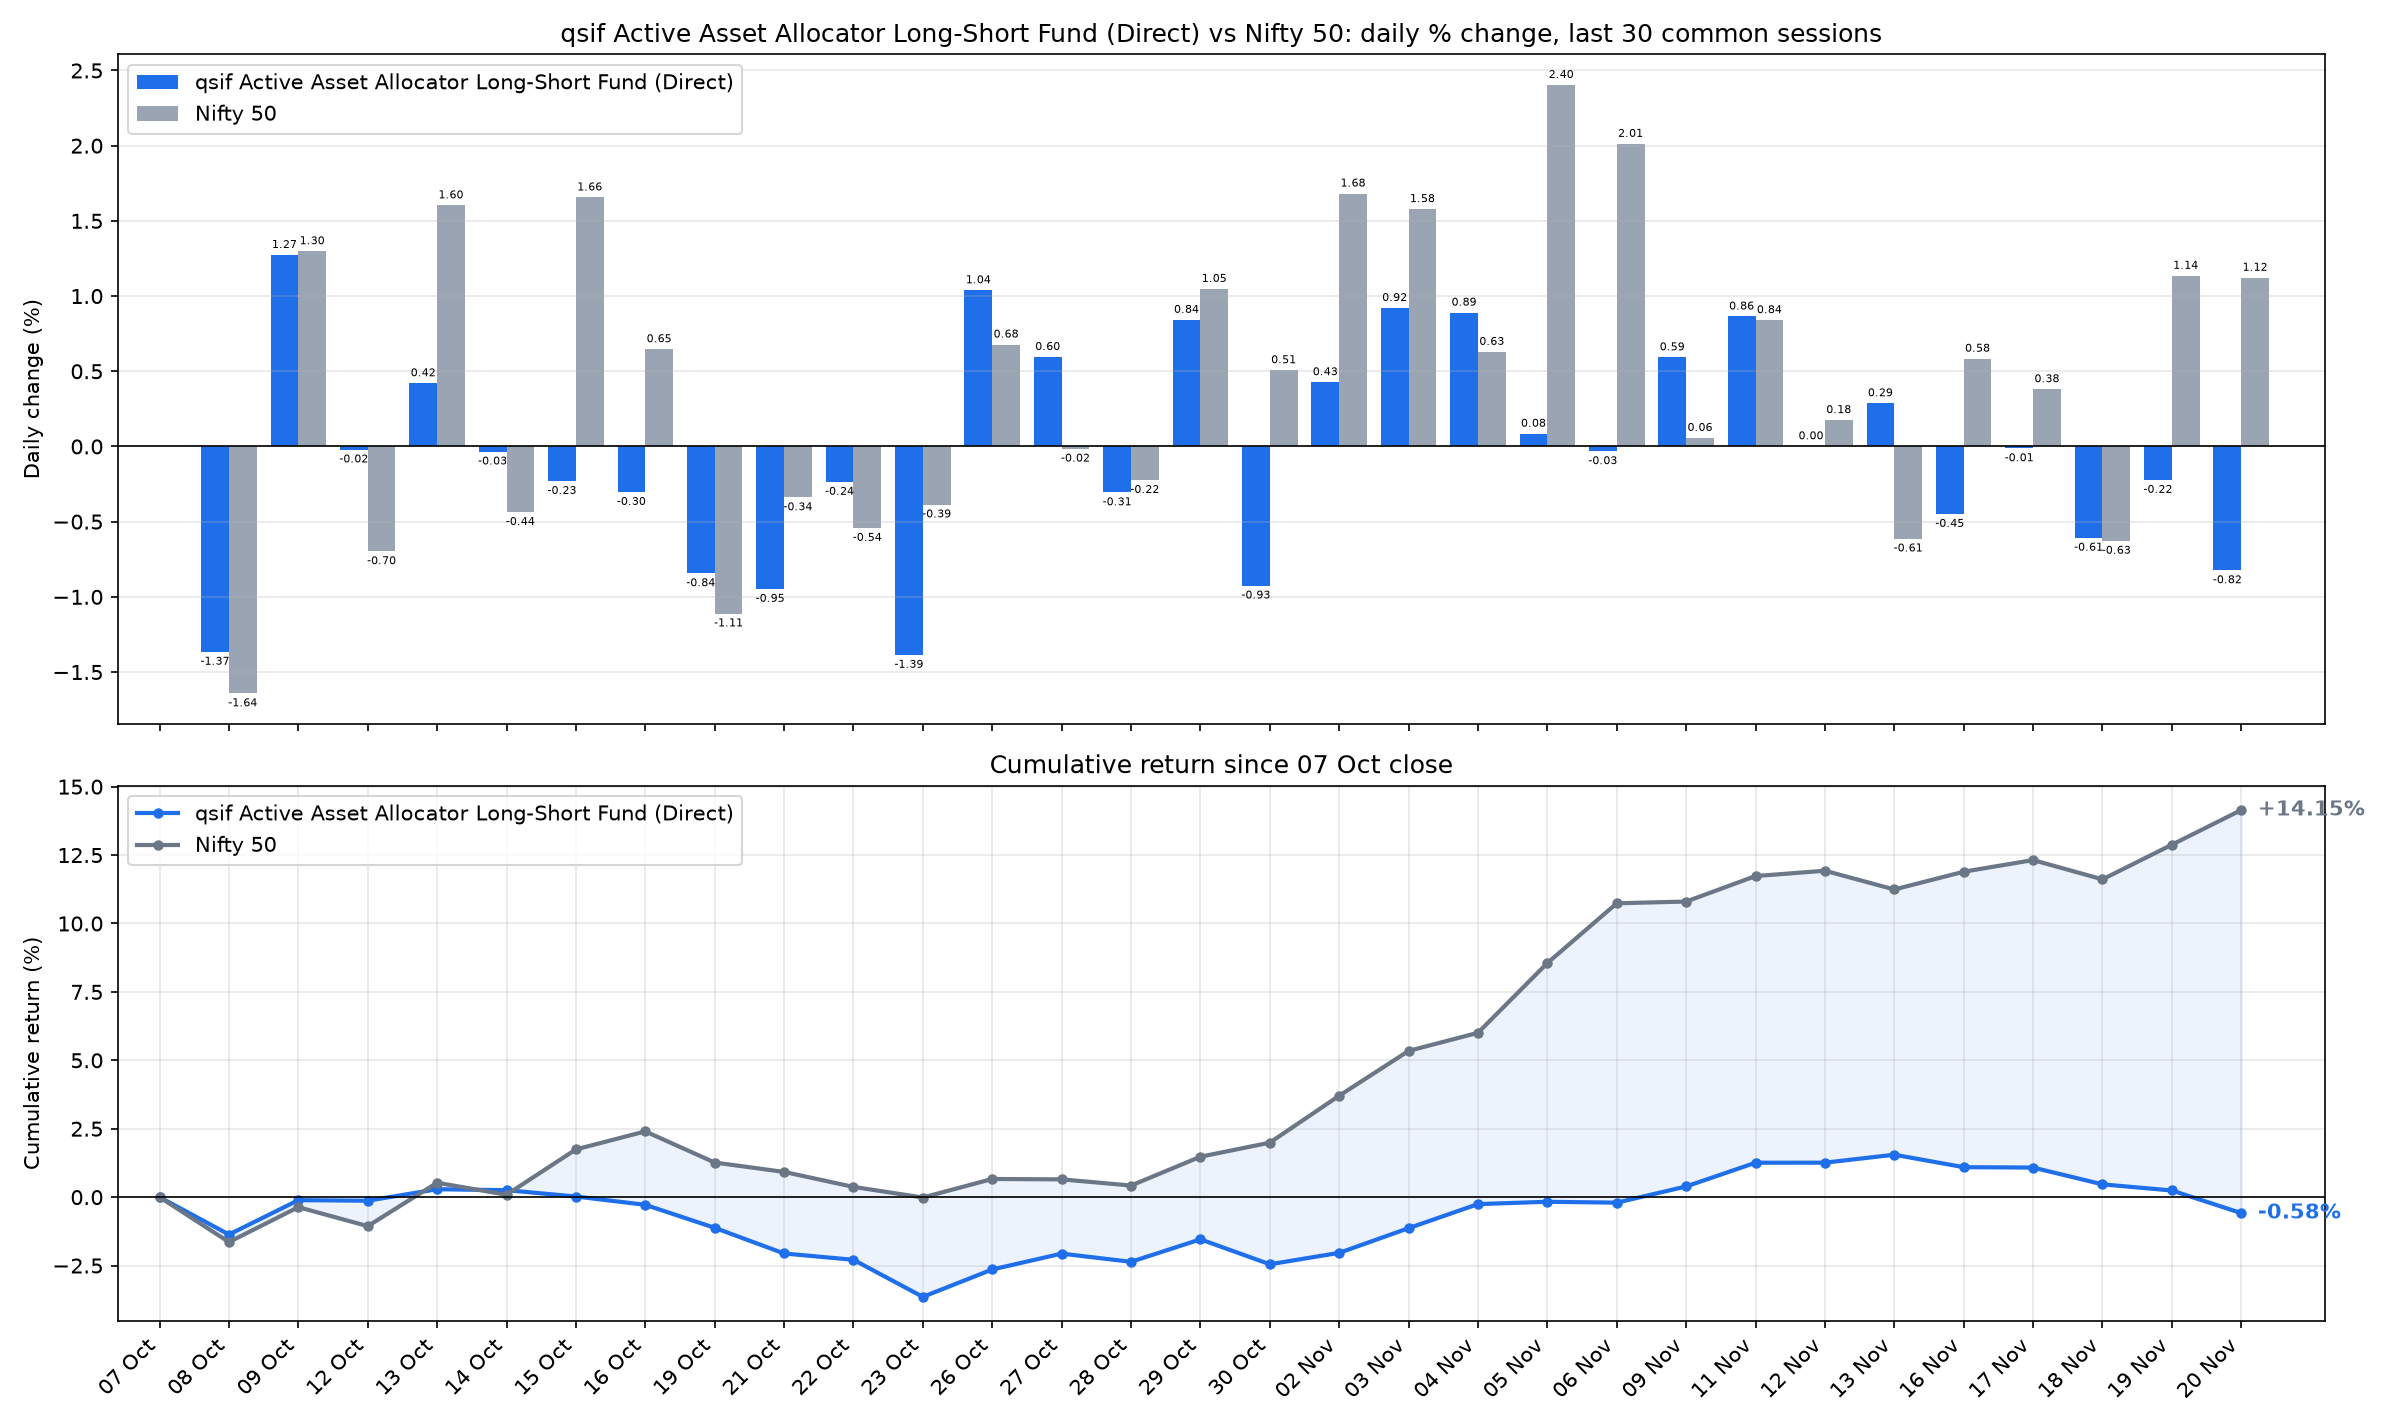 qsif Active Asset Allocator Long-Short Fund (Direct) vs Nifty 50: daily % change, last 30 common sessions
qsif Active Asset Allocator Long-Short Fund (Direct)
Nifty 50
Daily change (%)
2.5
2.0
1.5
1.0
0.5
0.0
−0.5
−1.0
−1.5
-1.37 -1.64
1.27 1.30
-0.02 -0.70
0.42 1.60
-0.03 -0.44
-0.23 1.66
-0.30 0.65
-0.84 -1.11
-0.95 -0.34
-0.24 -0.54
-1.39 -0.39
1.04 0.68
0.60 -0.02
-0.31 -0.22
0.84 1.05
-0.93 0.51
0.43 1.68
0.92 1.58
0.89 0.63
0.08 2.40
-0.03 2.01
0.59 0.06
0.86 0.84
0.00 0.18
0.29 -0.61
-0.45 0.58
-0.01 0.38
-0.61 -0.63
-0.22 1.14
-0.82 1.12
Cumulative return since 07 Oct close
qsif Active Asset Allocator Long-Short Fund (Direct)
Nifty 50
Cumulative return (%)
15.0
12.5
10.0
7.5
5.0
2.5
0.0
−2.5
+14.15%
-0.58%
07 Oct
08 Oct
09 Oct
12 Oct
13 Oct
14 Oct
15 Oct
16 Oct
19 Oct
21 Oct
22 Oct
23 Oct
26 Oct
27 Oct
28 Oct
29 Oct
30 Oct
02 Nov
03 Nov
04 Nov
05 Nov
06 Nov
09 Nov
11 Nov
12 Nov
13 Nov
16 Nov
17 Nov
18 Nov
19 Nov
20 Nov